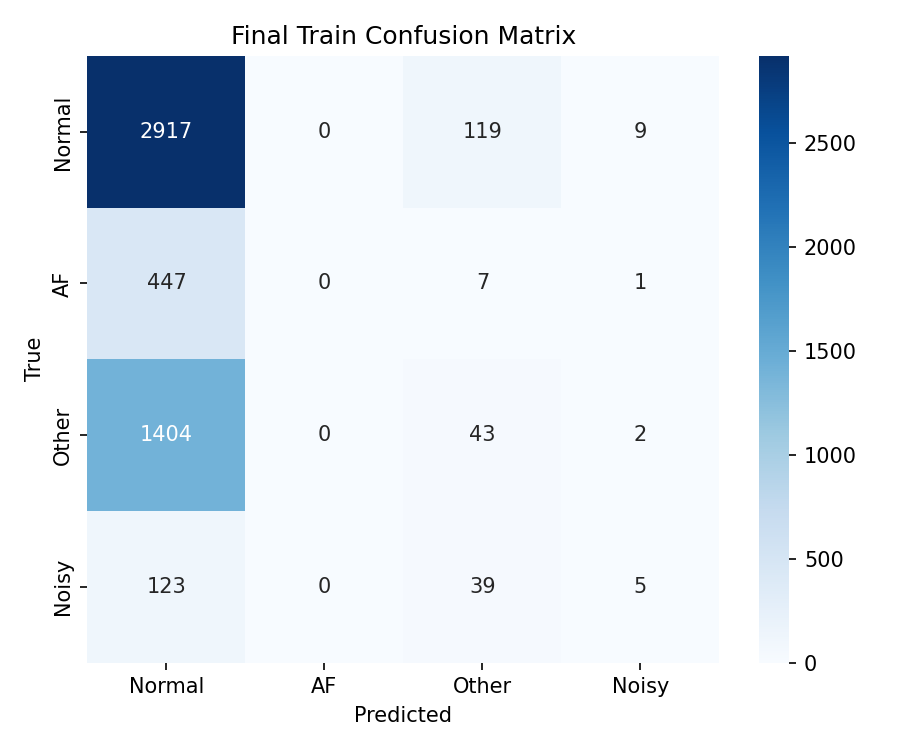 Final Train Confusion Matrix
Normal 2917 0 119 9
AF 447 0 7 1
Other 1404 0 43 2
Noisy 123 0 39 5
True
Normal AF Other Noisy
Predicted
2500
2000
1500
1000
500
0